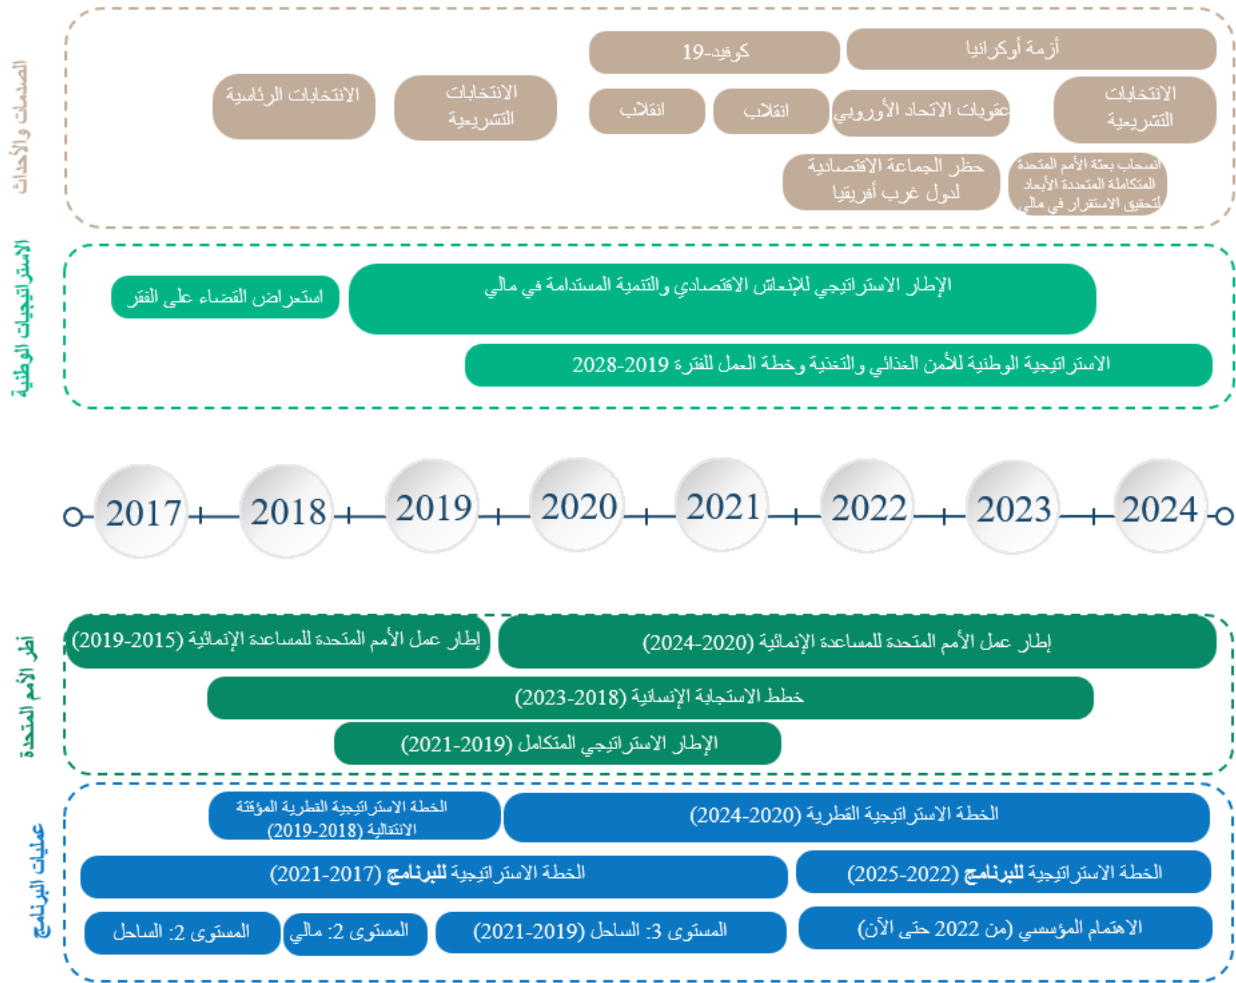 الصدمات والأحداث
كوفيد-19
أزمة أوكرانيا
الانتخابات الرئاسية
الانتخابات
التشريعية
انقلاب
انقلاب
عقوبات الاتحاد الأوروبي
الانتخابات
التشريعية
حظر الجماعة الاقتصادية
لدول غرب أفريقيا
انسحاب بعثة الأمم المتحدة
المتكاملة المتعددة الأبعاد
لتحقيق الاستقرار في مالي
الاستراتيجيات الوطنية
استعراض القضاء على الفقر
الإطار الاستراتيجي للإنعاش الاقتصادي والتنمية المستدامة في مالي
الاستراتيجية الوطنية للأمن الغذائي والتغذية وخطة العمل للفترة 2019-2028
2017
2018
2019
2020
2021
2022
2023
2024
أطر الأمم المتحدة
إطار عمل الأمم المتحدة للمساعدة الإنمائية (2015-2019)
إطار عمل الأمم المتحدة للمساعدة الإنمائية (2020-2024)
خطط الاستجابة الإنسانية (2018-2023)
الإطار الاستراتيجي المتكامل (2019-2021)
عمليات البرنامج
الخطة الاستراتيجية القطرية المؤقتة
الانتقالية (2018-2019)
الخطة الاستراتيجية القطرية (2020-2024)
الخطة الاستراتيجية للبرنامج (2017-2021)
الخطة الاستراتيجية للبرنامج (2022-2025)
المستوى 2: الساحل
المستوى 2: مالي
المستوى 3: الساحل (2019-2021)
الاهتمام المؤسسي (من 2022 حتى الآن)